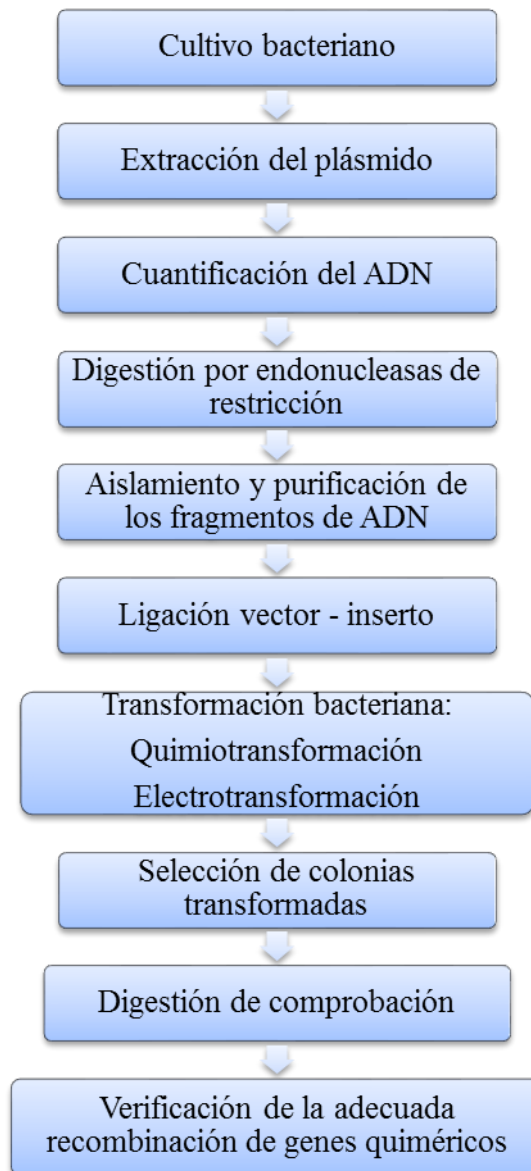 Cultivo bacteriano
Extracción del plásmido
Cuantificación del ADN
Digestión por endonucleasas de
restricción
Aislamiento y purificación de
los fragmentos de ADN
Ligación vector - inserto
Transformación bacteriana:
Quimiotransformación
Electrotransformación
Selección de colonias
transformadas
Digestión de comprobación
Verificación de la adecuada
recombinación de genes quiméricos